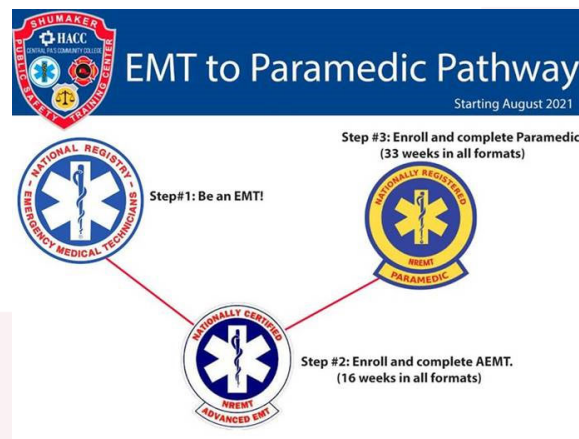 SHUMAKER
HACC
CENTRAL PA'S COMMUNITY COLLEGE
PUBLIC SAFETY TRAINING CENTER
EMT to Paramedic Pathway
Starting August 2021
NATIONAL REGISTRY
EMERGENCY MEDICAL TECHNICIANS
Step#1: Be an EMT!
Step #3: Enroll and complete Paramedic
(33 weeks in all formats)
NATIONALLY REGISTERED
NREMT
PARAMEDIC
NATIONALLY CERTIFIED
NREMT
ADVANCED EMT
Step #2: Enroll and complete AEMT.
(16 weeks in all formats)